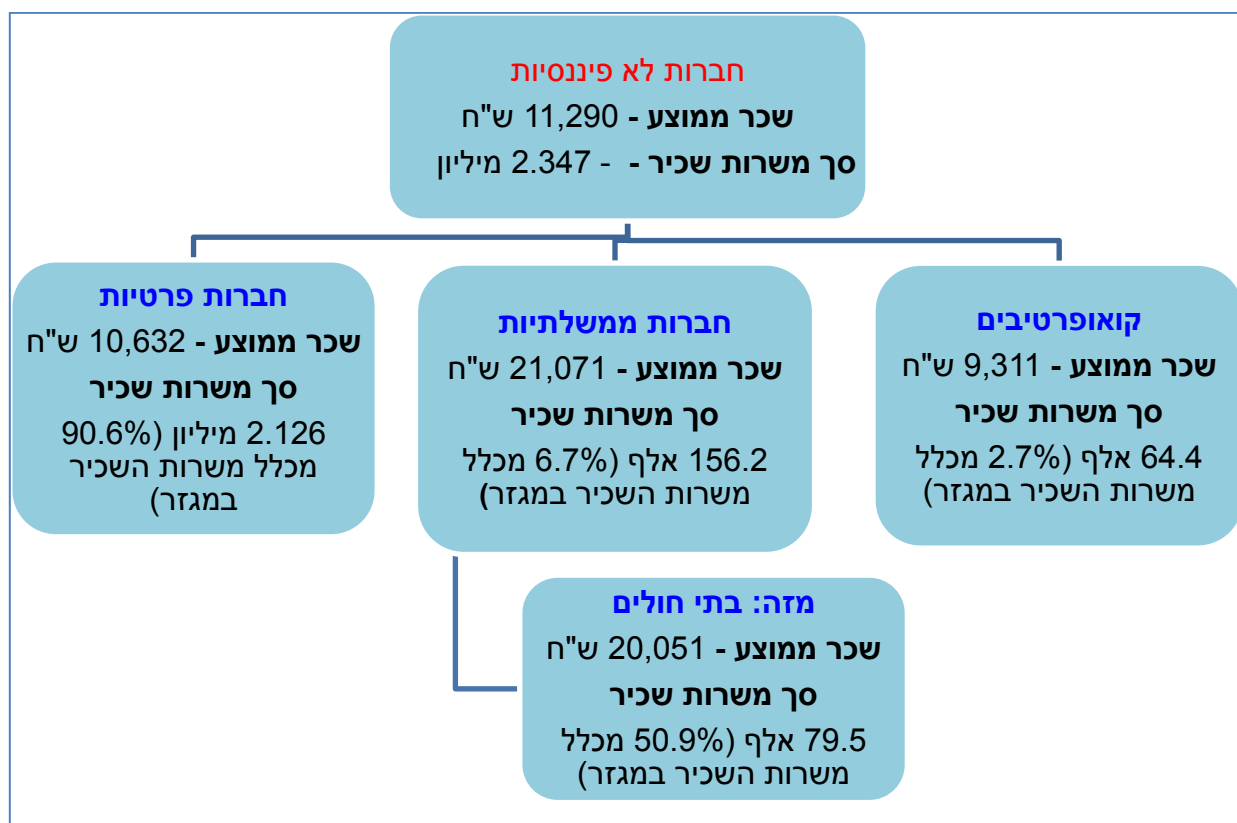 חברות לא פיננסיות
שכר ממוצע - 11,290 ש"ח
סך משרות שכיר - - 2.347 מיליון
קואופרטיבים
שכר ממוצע - 9,311 ש"ח
סך משרות שכיר
64.4 אלף (2.7% מכלל
משרות השכיר במגזר)
חברות ממשלתיות
שכר ממוצע - 21,071 ש"ח
סך משרות שכיר
156.2 אלף (6.7% מכלל
משרות השכיר במגזר)
חברות פרטיות
שכר ממוצע - 10,632 ש"ח
סך משרות שכיר
2.126 מיליון (90.6%
מכלל משרות השכיר
במגזר)
מזה: בתי חולים
שכר ממוצע - 20,051 ש"ח
סך משרות שכיר
79.5 אלף (50.9% מכלל
משרות השכיר במגזר)